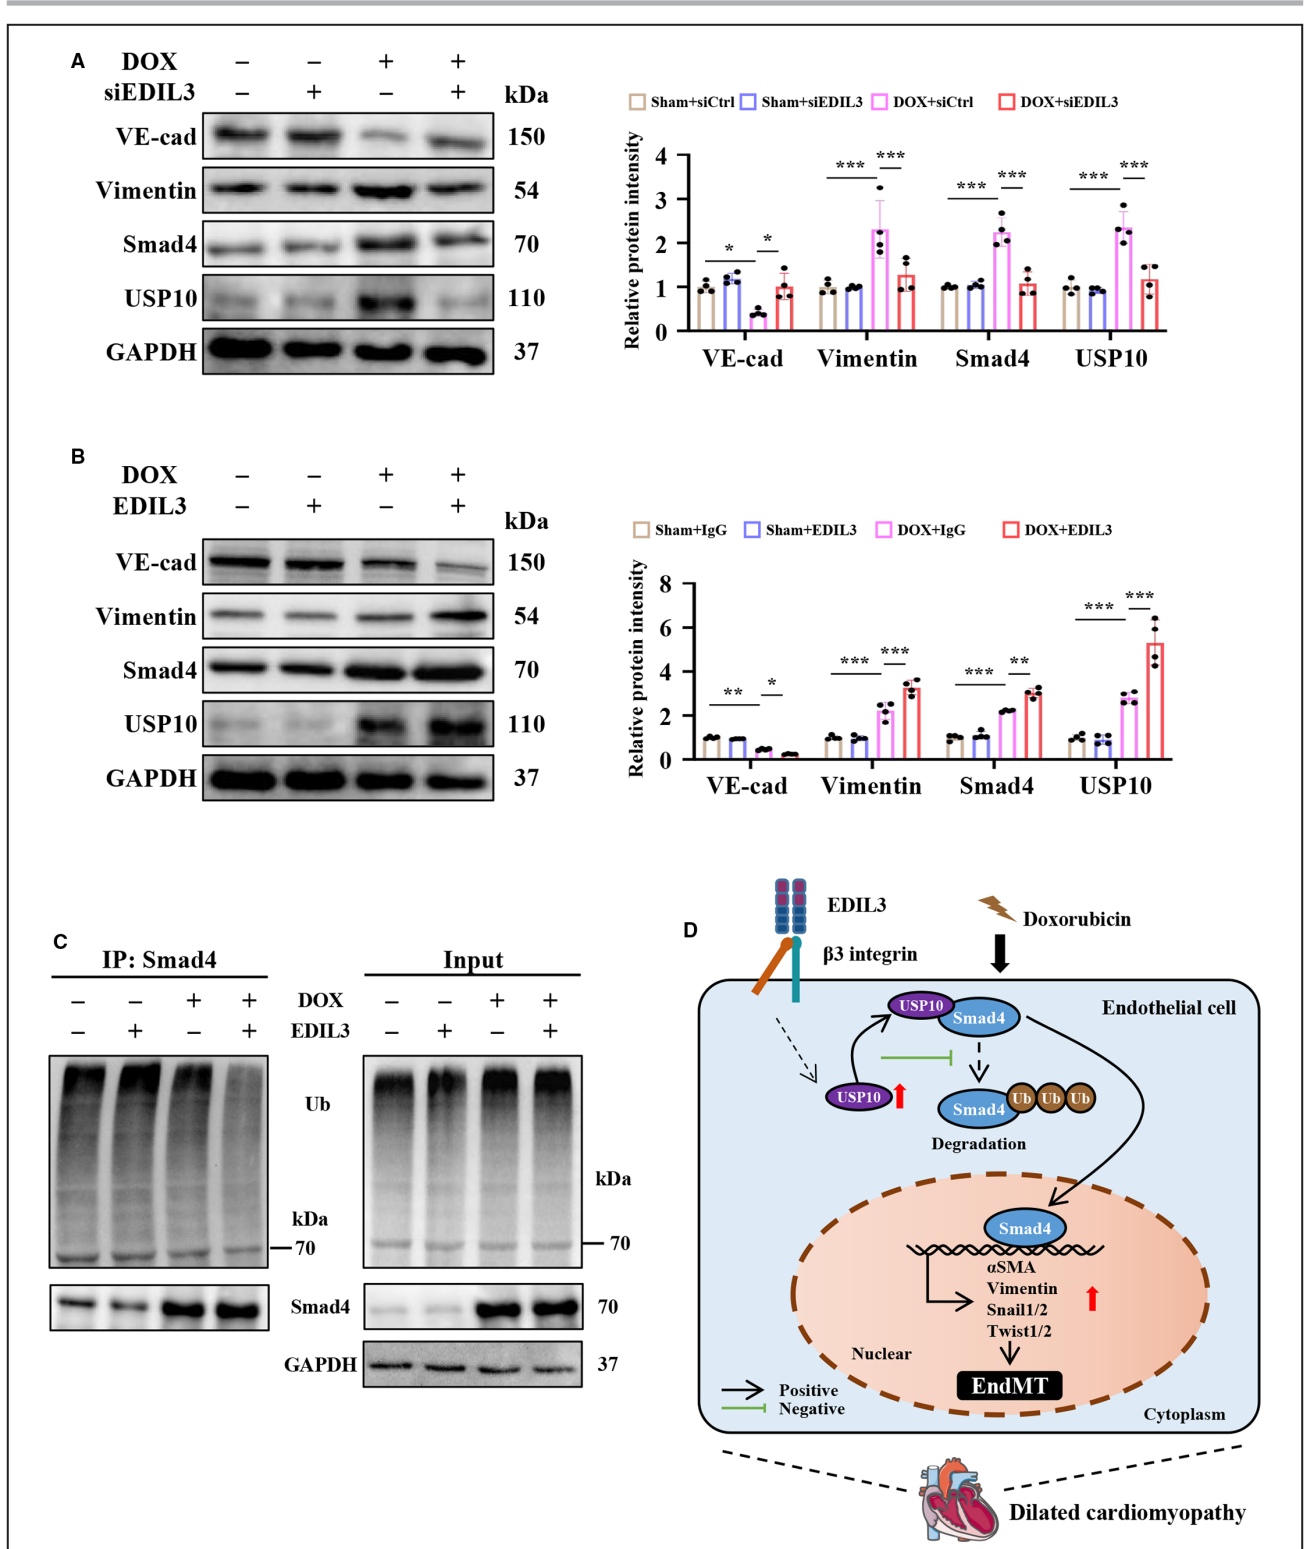 A
DOX – – + +
siEDIL3 – + – +
kDa
VE-cad 150
Vimentin 54
Smad4 70
USP10 110
GAPDH 37
Sham+siCtrl Sham+siEDIL3 DOX+siCtrl DOX+siEDIL3
Relative protein intensity
4
3
2
1
0
* *
*** ***
*** ***
*** ***
VE-cad Vimentin Smad4 USP10
B
DOX – – + +
EDIL3 – + – +
kDa
VE-cad 150
Vimentin 54
Smad4 70
USP10 110
GAPDH 37
Sham+IgG Sham+EDIL3 DOX+IgG DOX+EDIL3
Relative protein intensity
8
6
4
2
0
** *
*** ***
*** **
*** ***
VE-cad Vimentin Smad4 USP10
C
IP: Smad4 Input
– – + + DOX – – + +
– + – + EDIL3 – + – +
Ub
kDa
kDa
70
70
Smad4 70
GAPDH 37
D
EDIL3
β3 integrin
Doxorubicin
Endothelial cell
USP10
Smad4
USP10
Smad4 Ub Ub Ub
Degradation
Smad4
αSMA
Vimentin
Snail1/2
Twist1/2
Nuclear
EndMT
Positive
Negative
Cytoplasm
Dilated cardiomyopathy